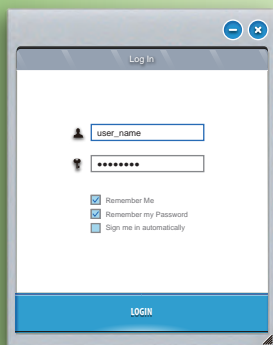 Log In
user_name
••••••••
Remember Me
Remember my Password
Sign me in automatically
LOGIN